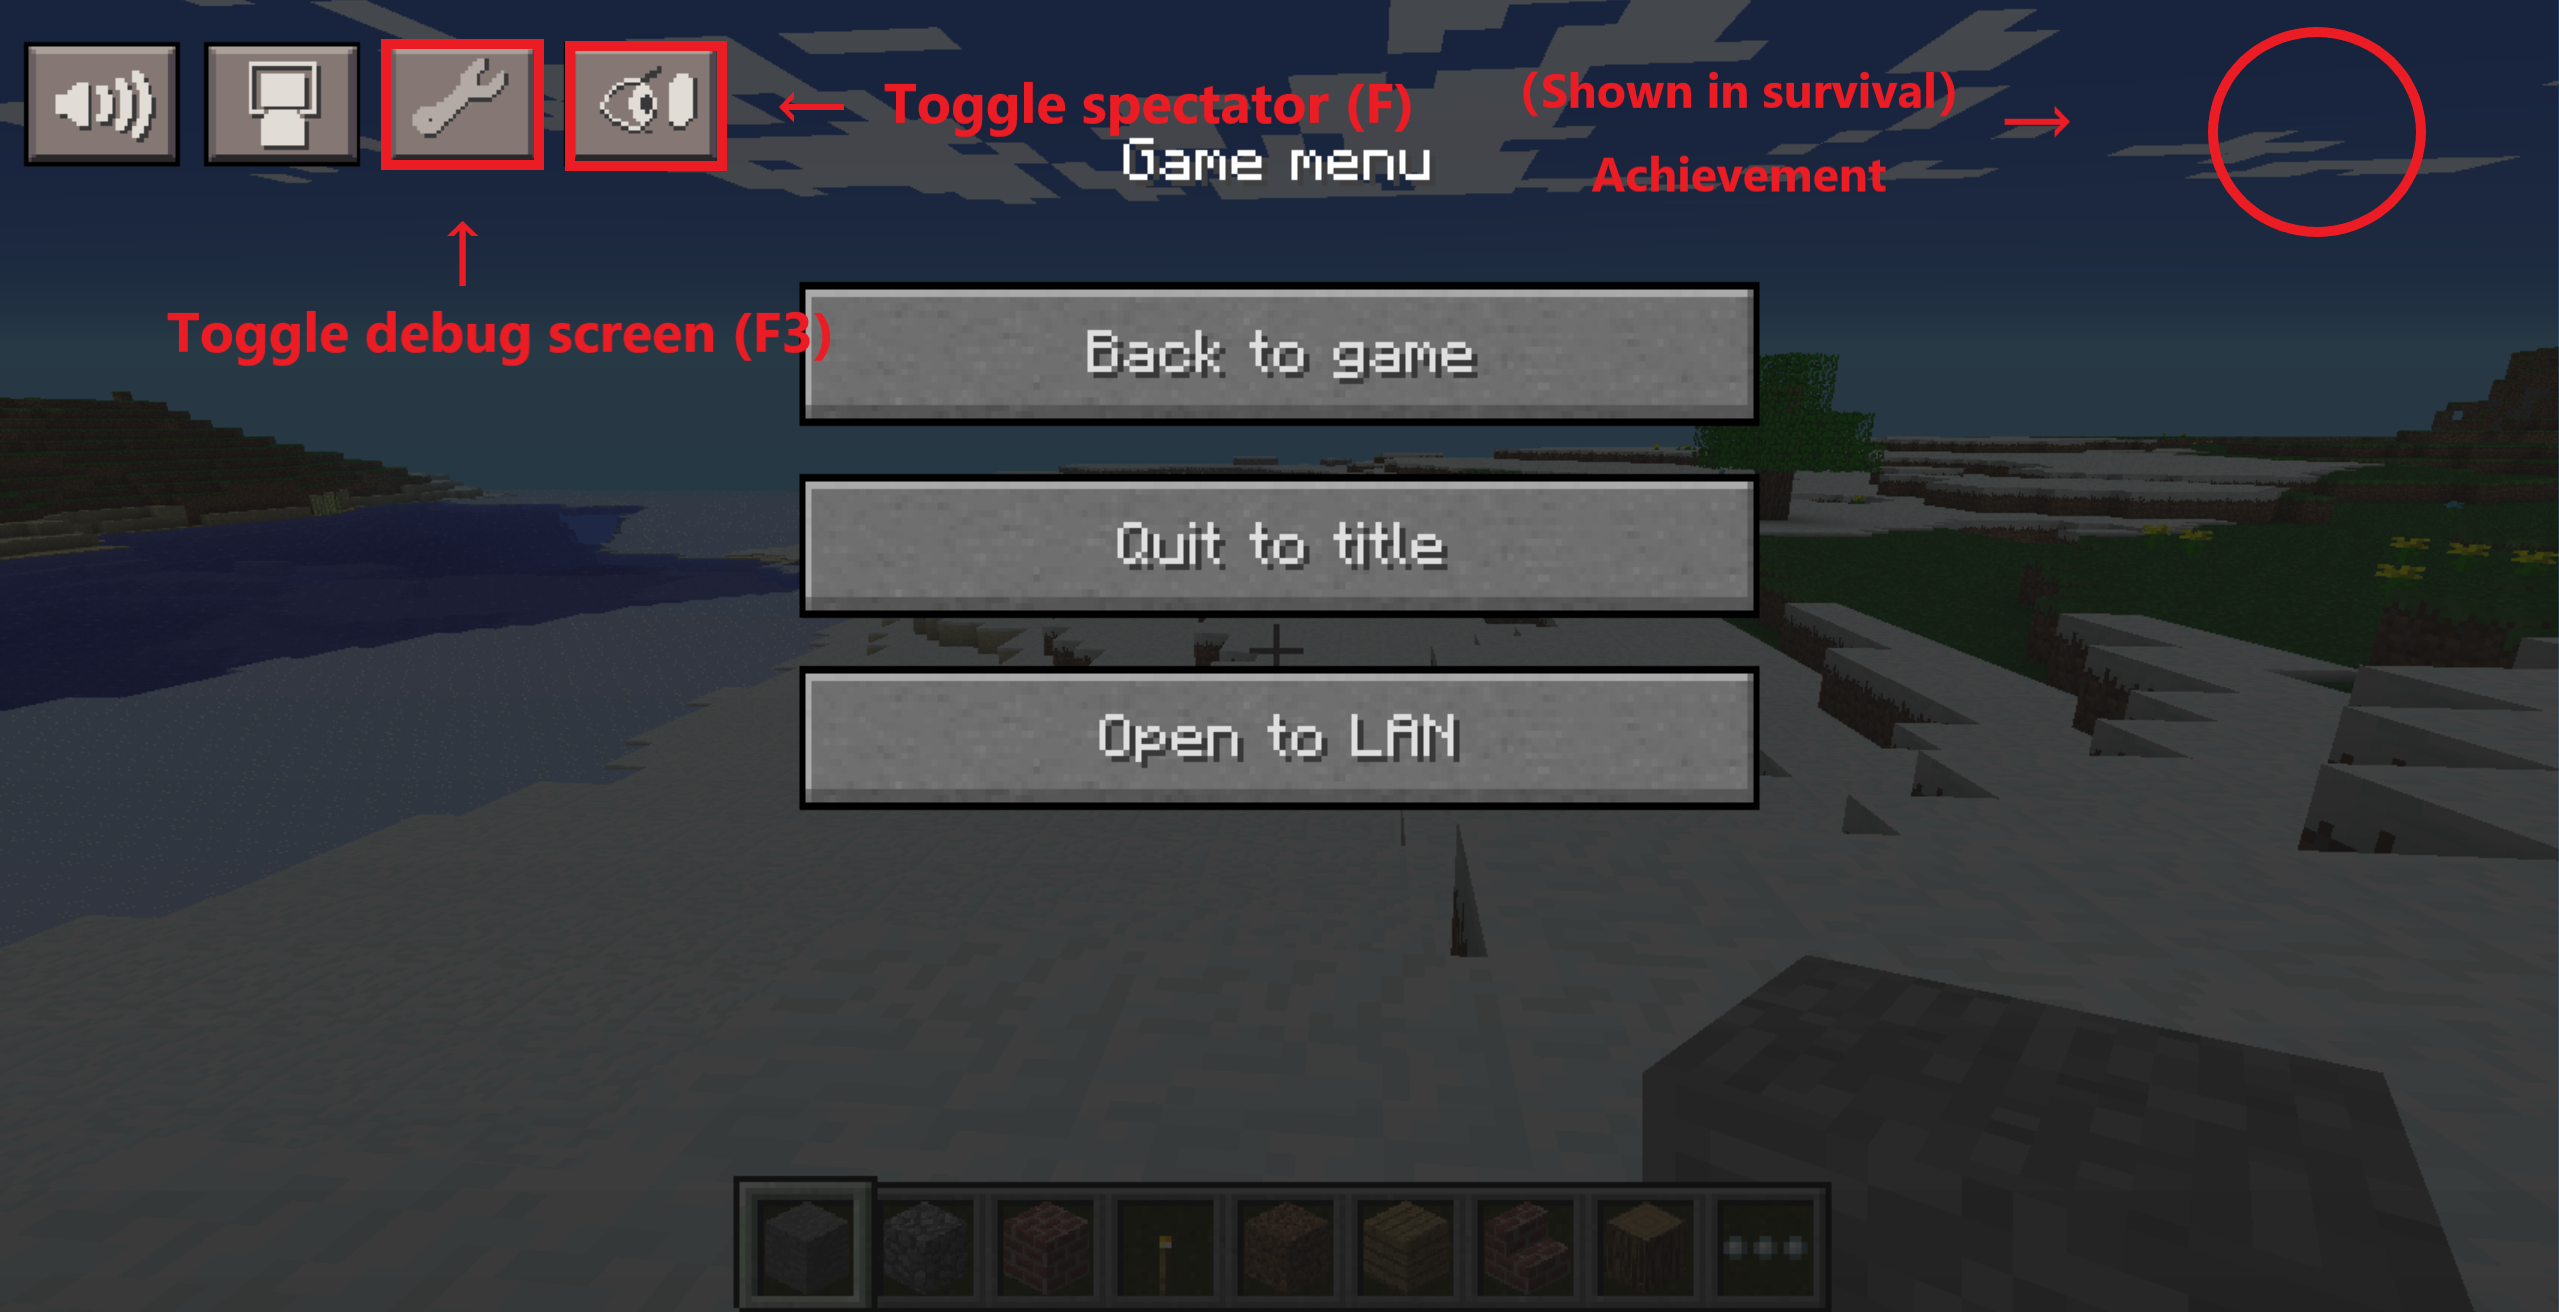 Toggle spectator (F)
(Shown in survival)
Achievement
Game menu
Toggle debug screen (F3)
Back to game
Quit to title
Open to LAN